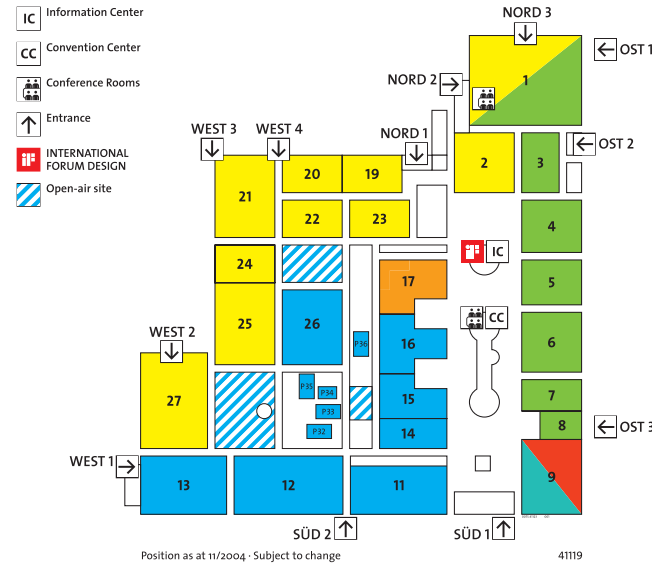 IC Information Center
CC Convention Center
Conference Rooms
Entrance
INTERNATIONAL
FORUM DESIGN
Open-air site
NORD 3
OST 1
1
NORD 2
WEST 3
WEST 4
NORD 1
OST 2
20
19
2
3
21
22
23
4
24
IC
17
5
25
26
CC
P36
16
6
WEST 2
27
P35
P34
P33
P32
15
7
14
8
OST 3
WEST 1
13
12
11
9
SÜD 2
SÜD 1
Position as at 11/2004 · Subject to change
41119